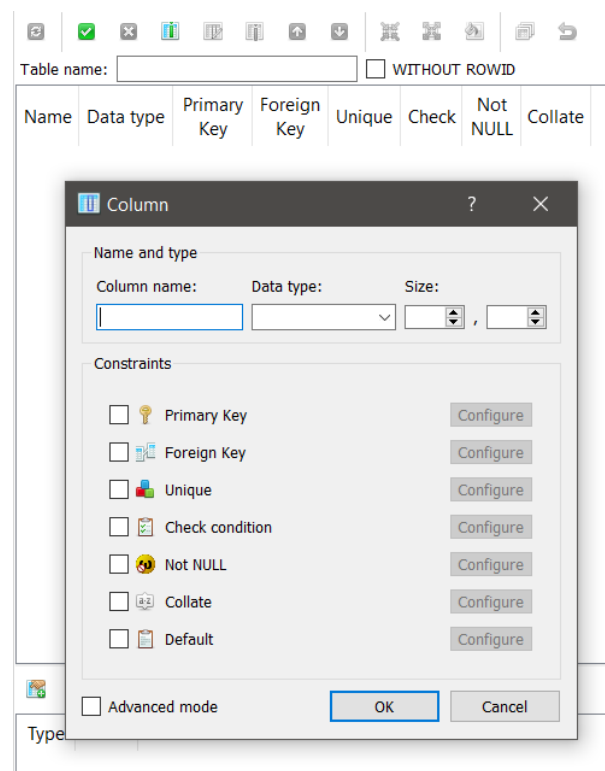 Table name: WITHOUT ROWID
Name Data type Primary Key Foreign Key Unique Check Not NULL Collate
Column ?
Name and type
Column name: Data type: Size:
,
Constraints
Primary Key Configure
Foreign Key Configure
Unique Configure
Check condition Configure
Not NULL Configure
a-z Collate Configure
Default Configure
Advanced mode OK Cancel
Type